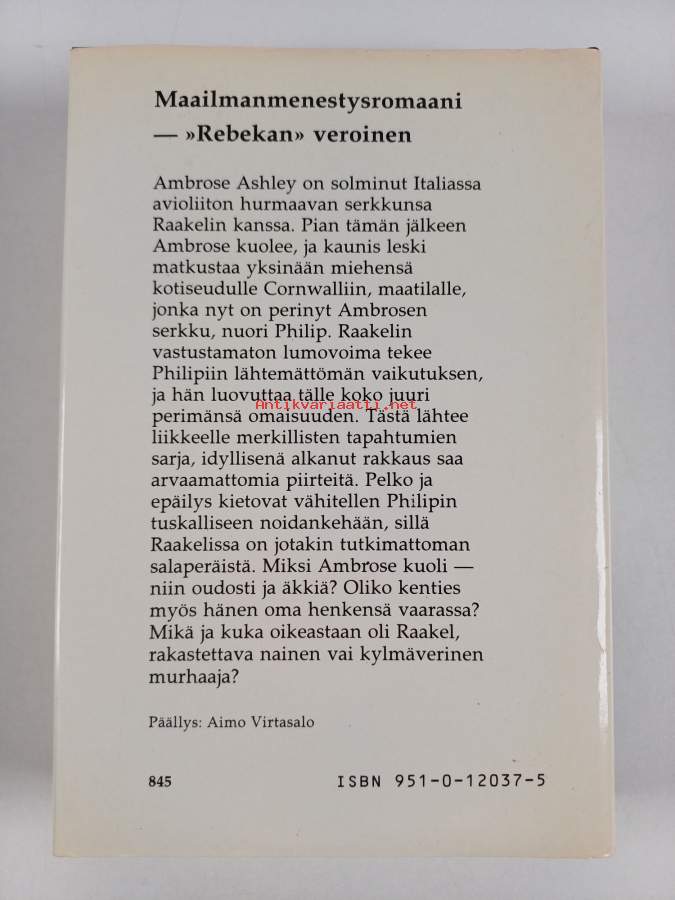 Maailmanmenestysromaani
— »Rebekan» veroinen
Ambrose Ashley on solminut Italiassa
avioliiton hurmaavan serkkunsa
Raakelin kanssa. Pian tämän jälkeen
Ambrose kuolee, ja kaunis leski
matkustaa yksinään miehensä
kotiseudulle Cornwalliin, maatilalle,
jonka nyt on perinyt Ambrosen
serkku, nuori Philip. Raakelin
vastustamaton lumovoima tekee
Philipiin lähtemättömän vaikutuksen,
ja hän luovuttaa tälle koko juuri
Antikvariaatti.net
perimänsä omaisuuden. Tästä lähtee
liikkeelle merkillisten tapahtumien
sarja, idyllisenä alkanut rakkaus saa
arvaamattomia piirteitä. Pelko ja
epäilys kietovat vähitellen Philipin
tuskalliseen noidankehään, sillä
Raakelissa on jotakin tutkimattoman
salaperäistä. Miksi Ambrose kuoli —
niin oudosti ja äkkiä? Oliko kenties
myös hänen oma henkensä vaarassa?
Mikä ja kuka oikeastaan oli Raakel,
rakastettava nainen vai kylmäverinen
murhaaja?
Päällys: Aimo Virtasalo
845 ISBN 951-0-12037-5